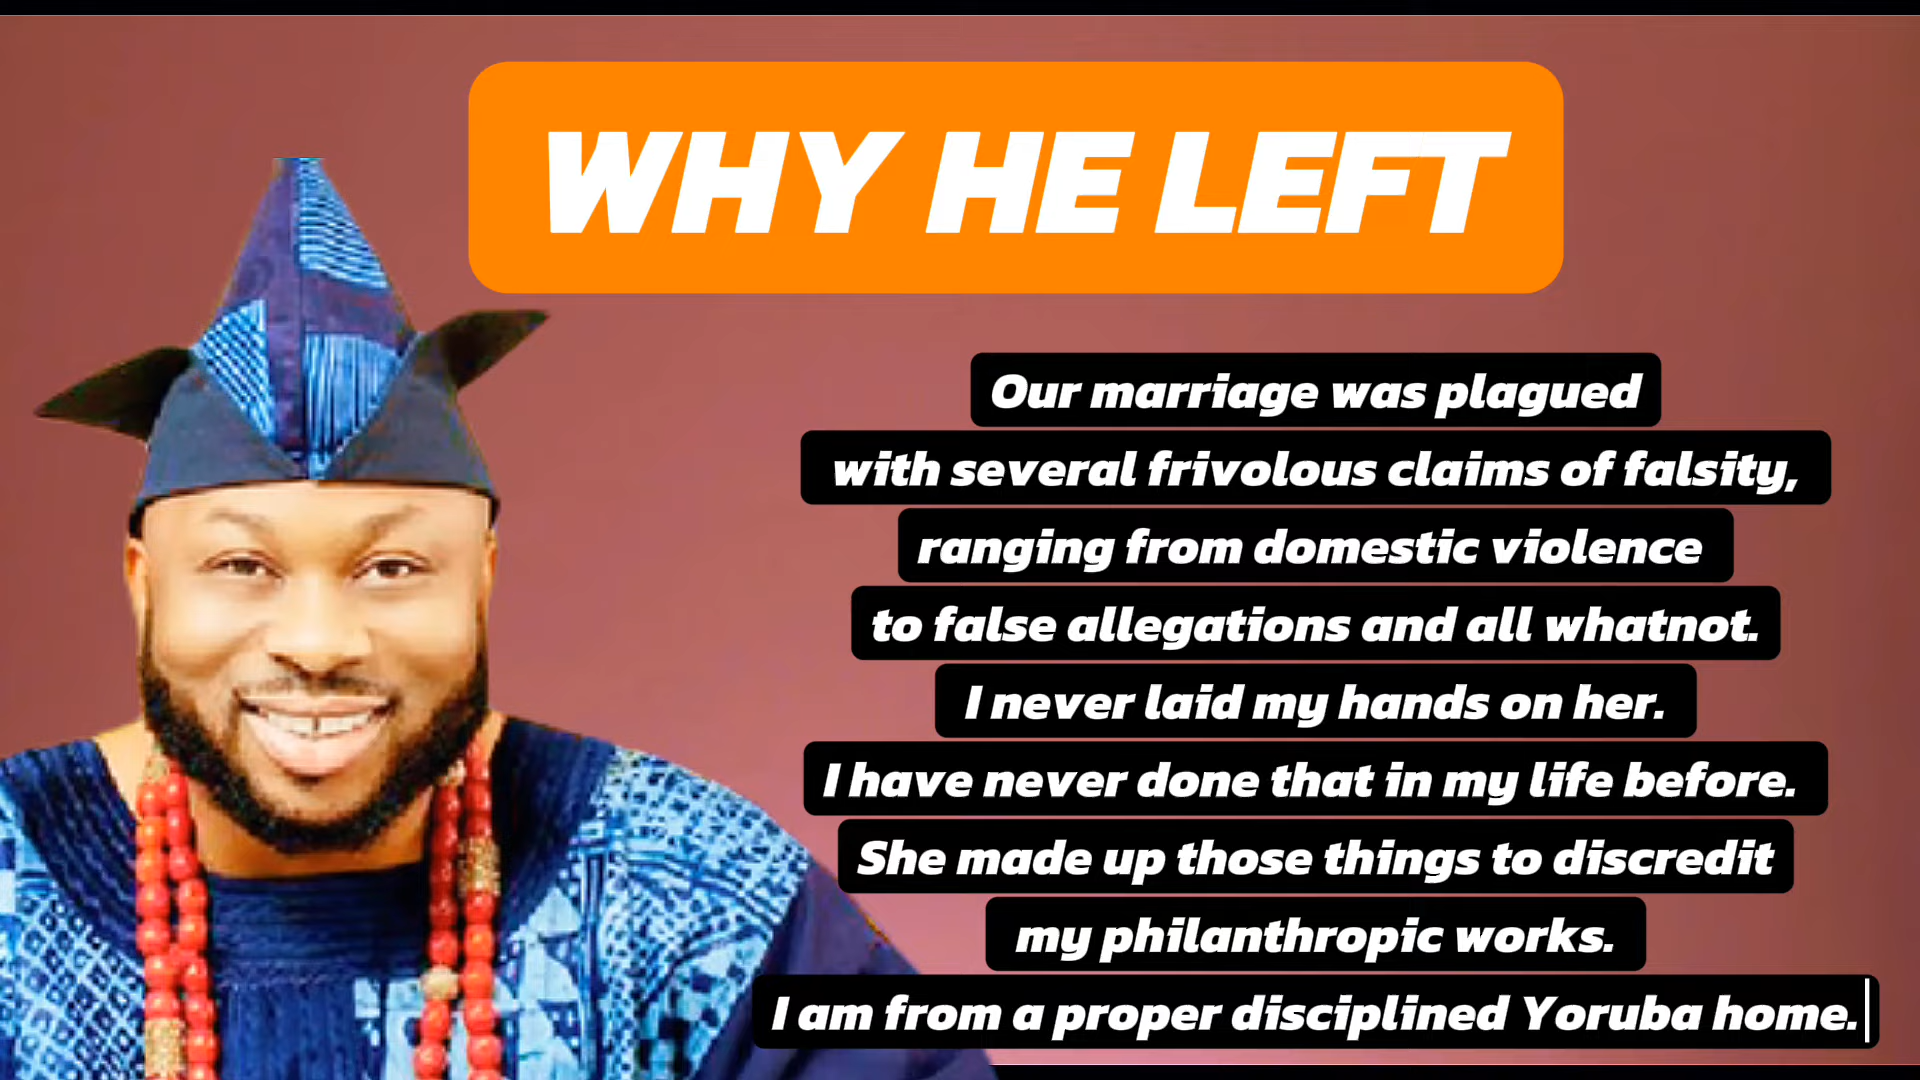 WHY HE LEFT
Our marriage was plagued
with several frivolous claims of falsity,
ranging from domestic violence
to false allegations and all whatnot.
I never laid my hands on her.
I have never done that in my life before.
She made up those things to discredit
my philanthropic works.
I am from a proper disciplined Yoruba home.